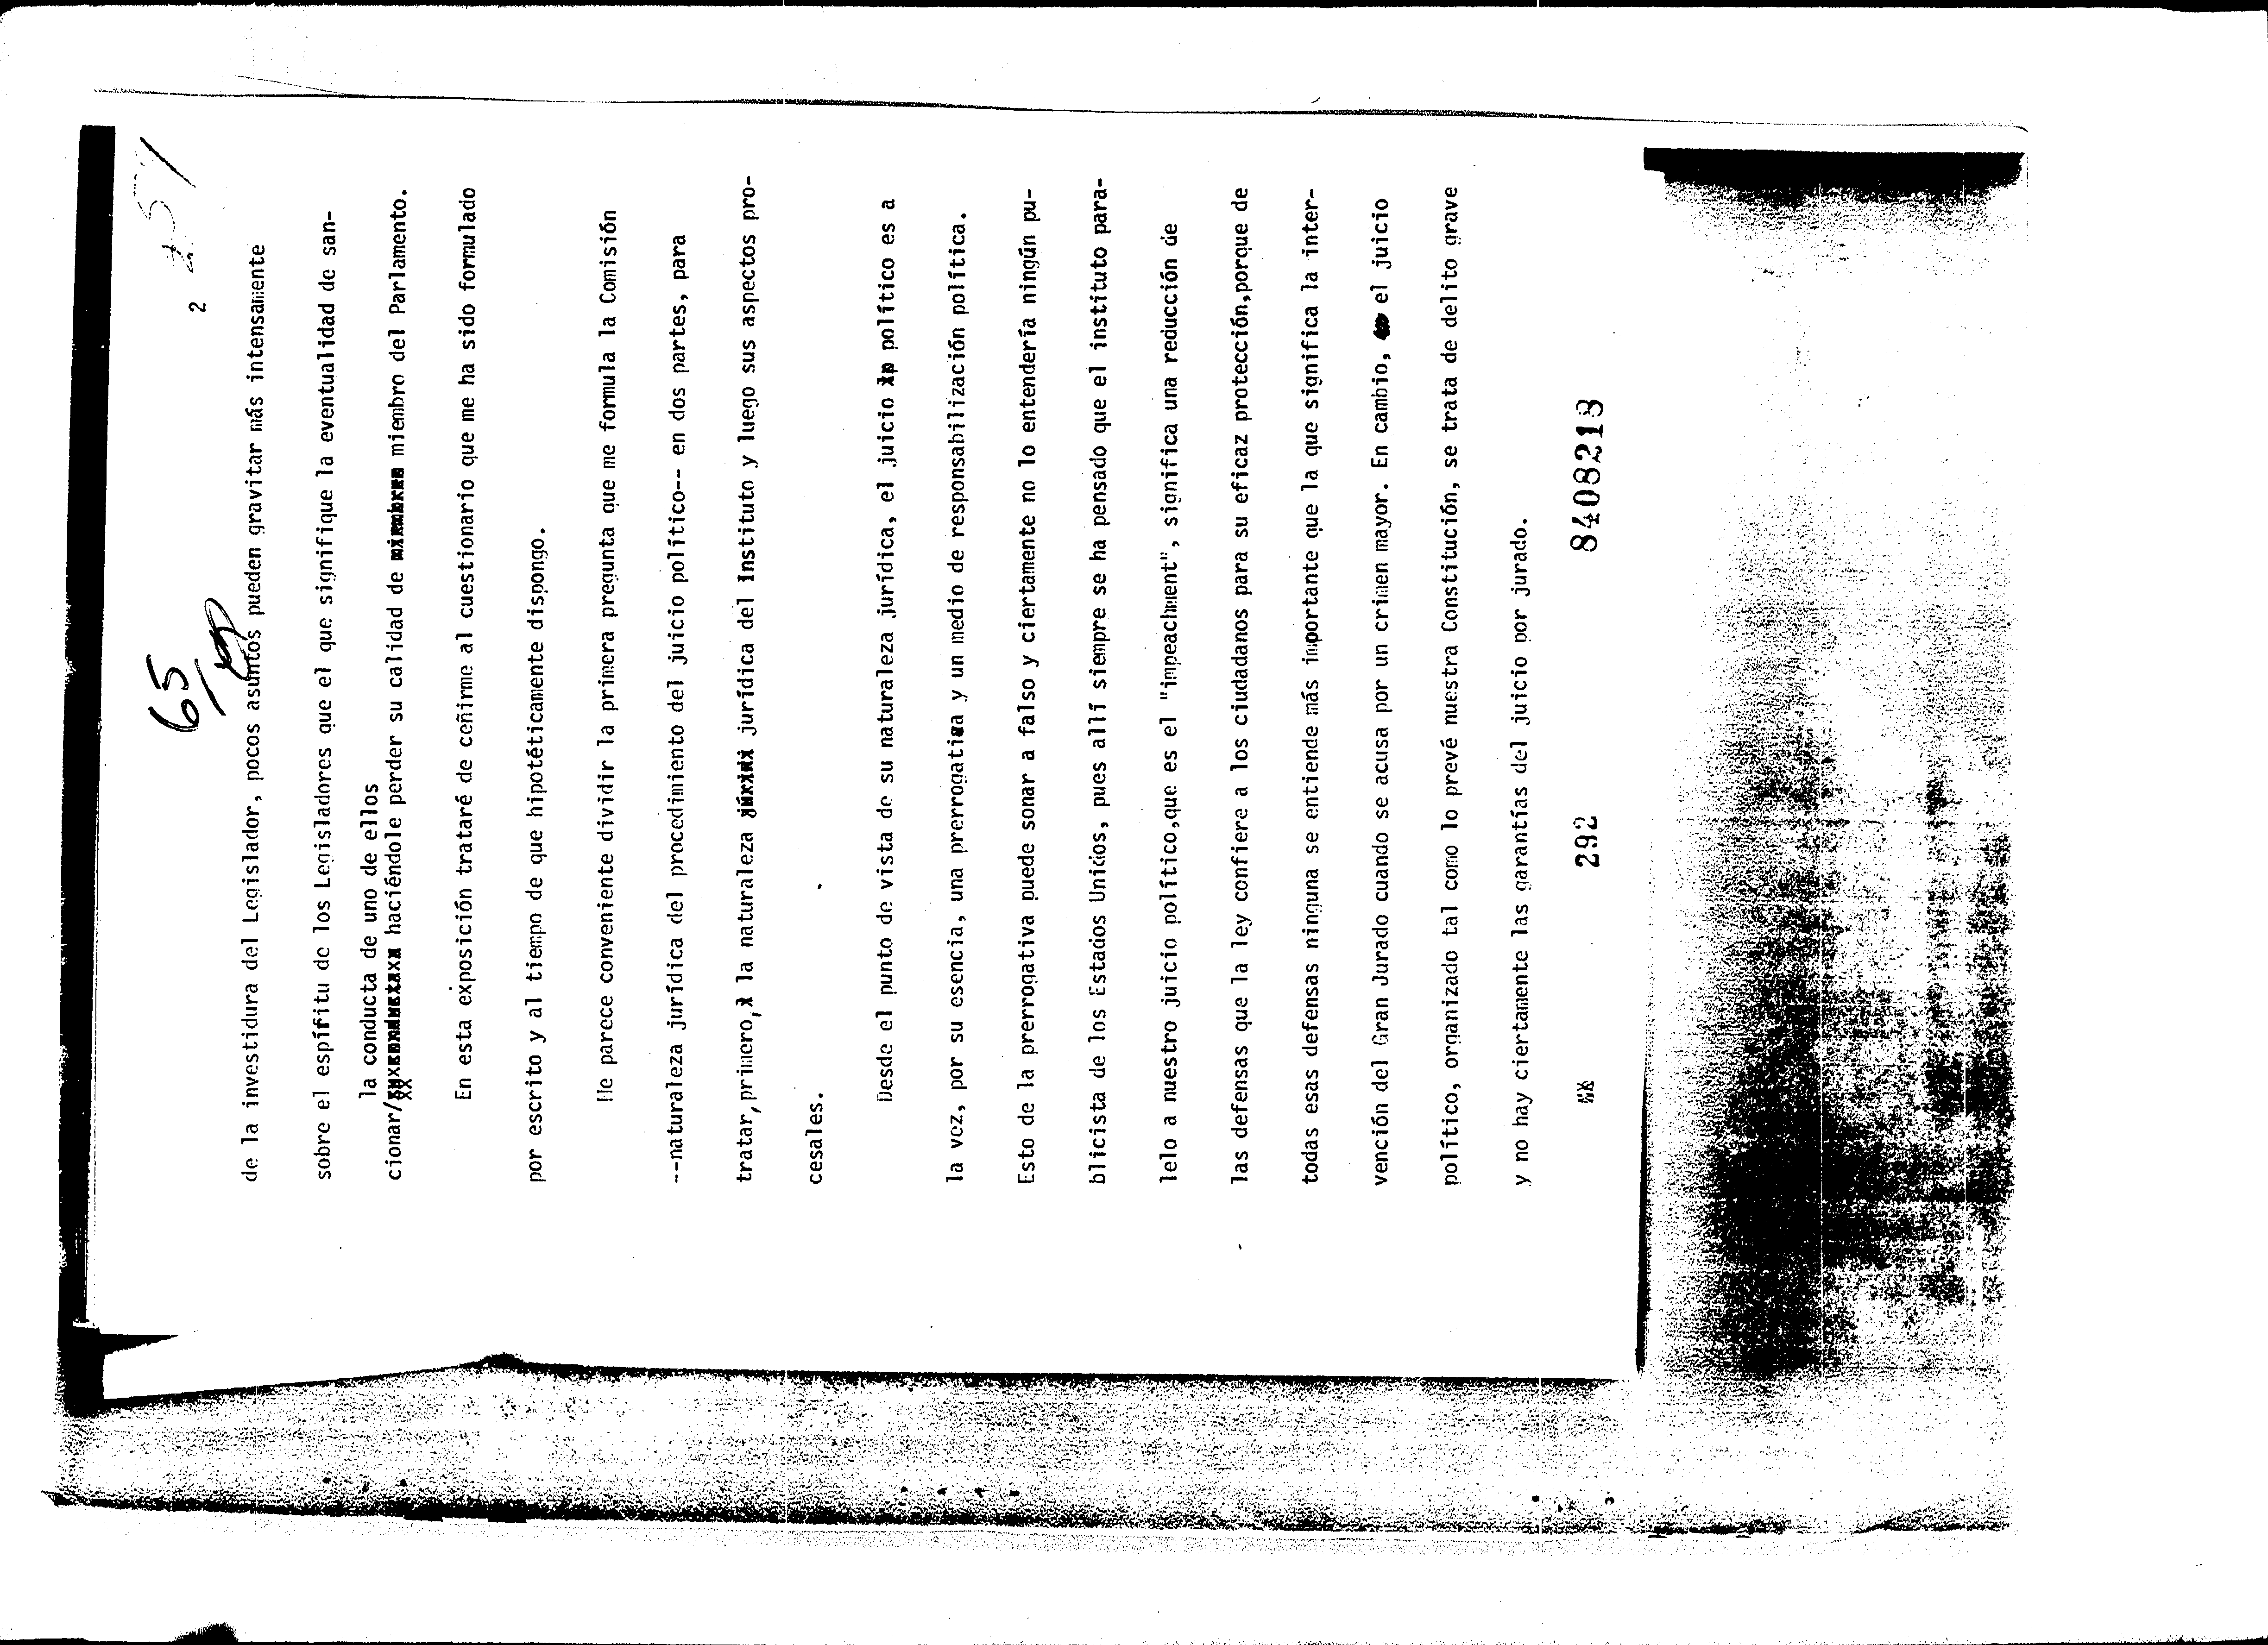 65
2
de la investidura del Legislador, pocos asuntos pueden gravitar más intensamente
sobre el espíritu de los Legisladores que el que signifique la eventualidad de san-
la conducta de uno de ellos
cionar/ haciéndole perder su calidad de miembro del Parlamento.
En esta exposición trataré de ceñirme al cuestionario que me ha sido formulado
por escrito y al tiempo de que hipotéticamente dispongo.
Me parece conveniente dividir la primera pregunta que me formula la Comisión
--naturaleza jurídica del procedimiento del juicio político-- en dos partes, para
tratar, primero, la naturaleza jurídica del Instituto y luego sus aspectos pro-
cesales.
Desde el punto de vista de su naturaleza jurídica, el juicio político es a
la vez, por su esencia, una prerrogativa y un medio de responsabilización política.
Esto de la prerrogativa puede sonar a falso y ciertamente no lo entendería ningún pu-
blicista de los Estados Unidos, pues allí siempre se ha pensado que el instituto para-
lelo a nuestro juicio político,que es el "impeachment", significa una reducción de
las defensas que la ley confiere a los ciudadanos para su eficaz protección,porque de
todas esas defensas ninguna se entiende más importante que la que significa la inter-
vención del Gran Jurado cuando se acusa por un crimen mayor. En cambio, el juicio
político, organizado tal como lo prevé nuestra Constitución, se trata de delito grave
y no hay ciertamente las garantías del juicio por jurado.
292 8408213